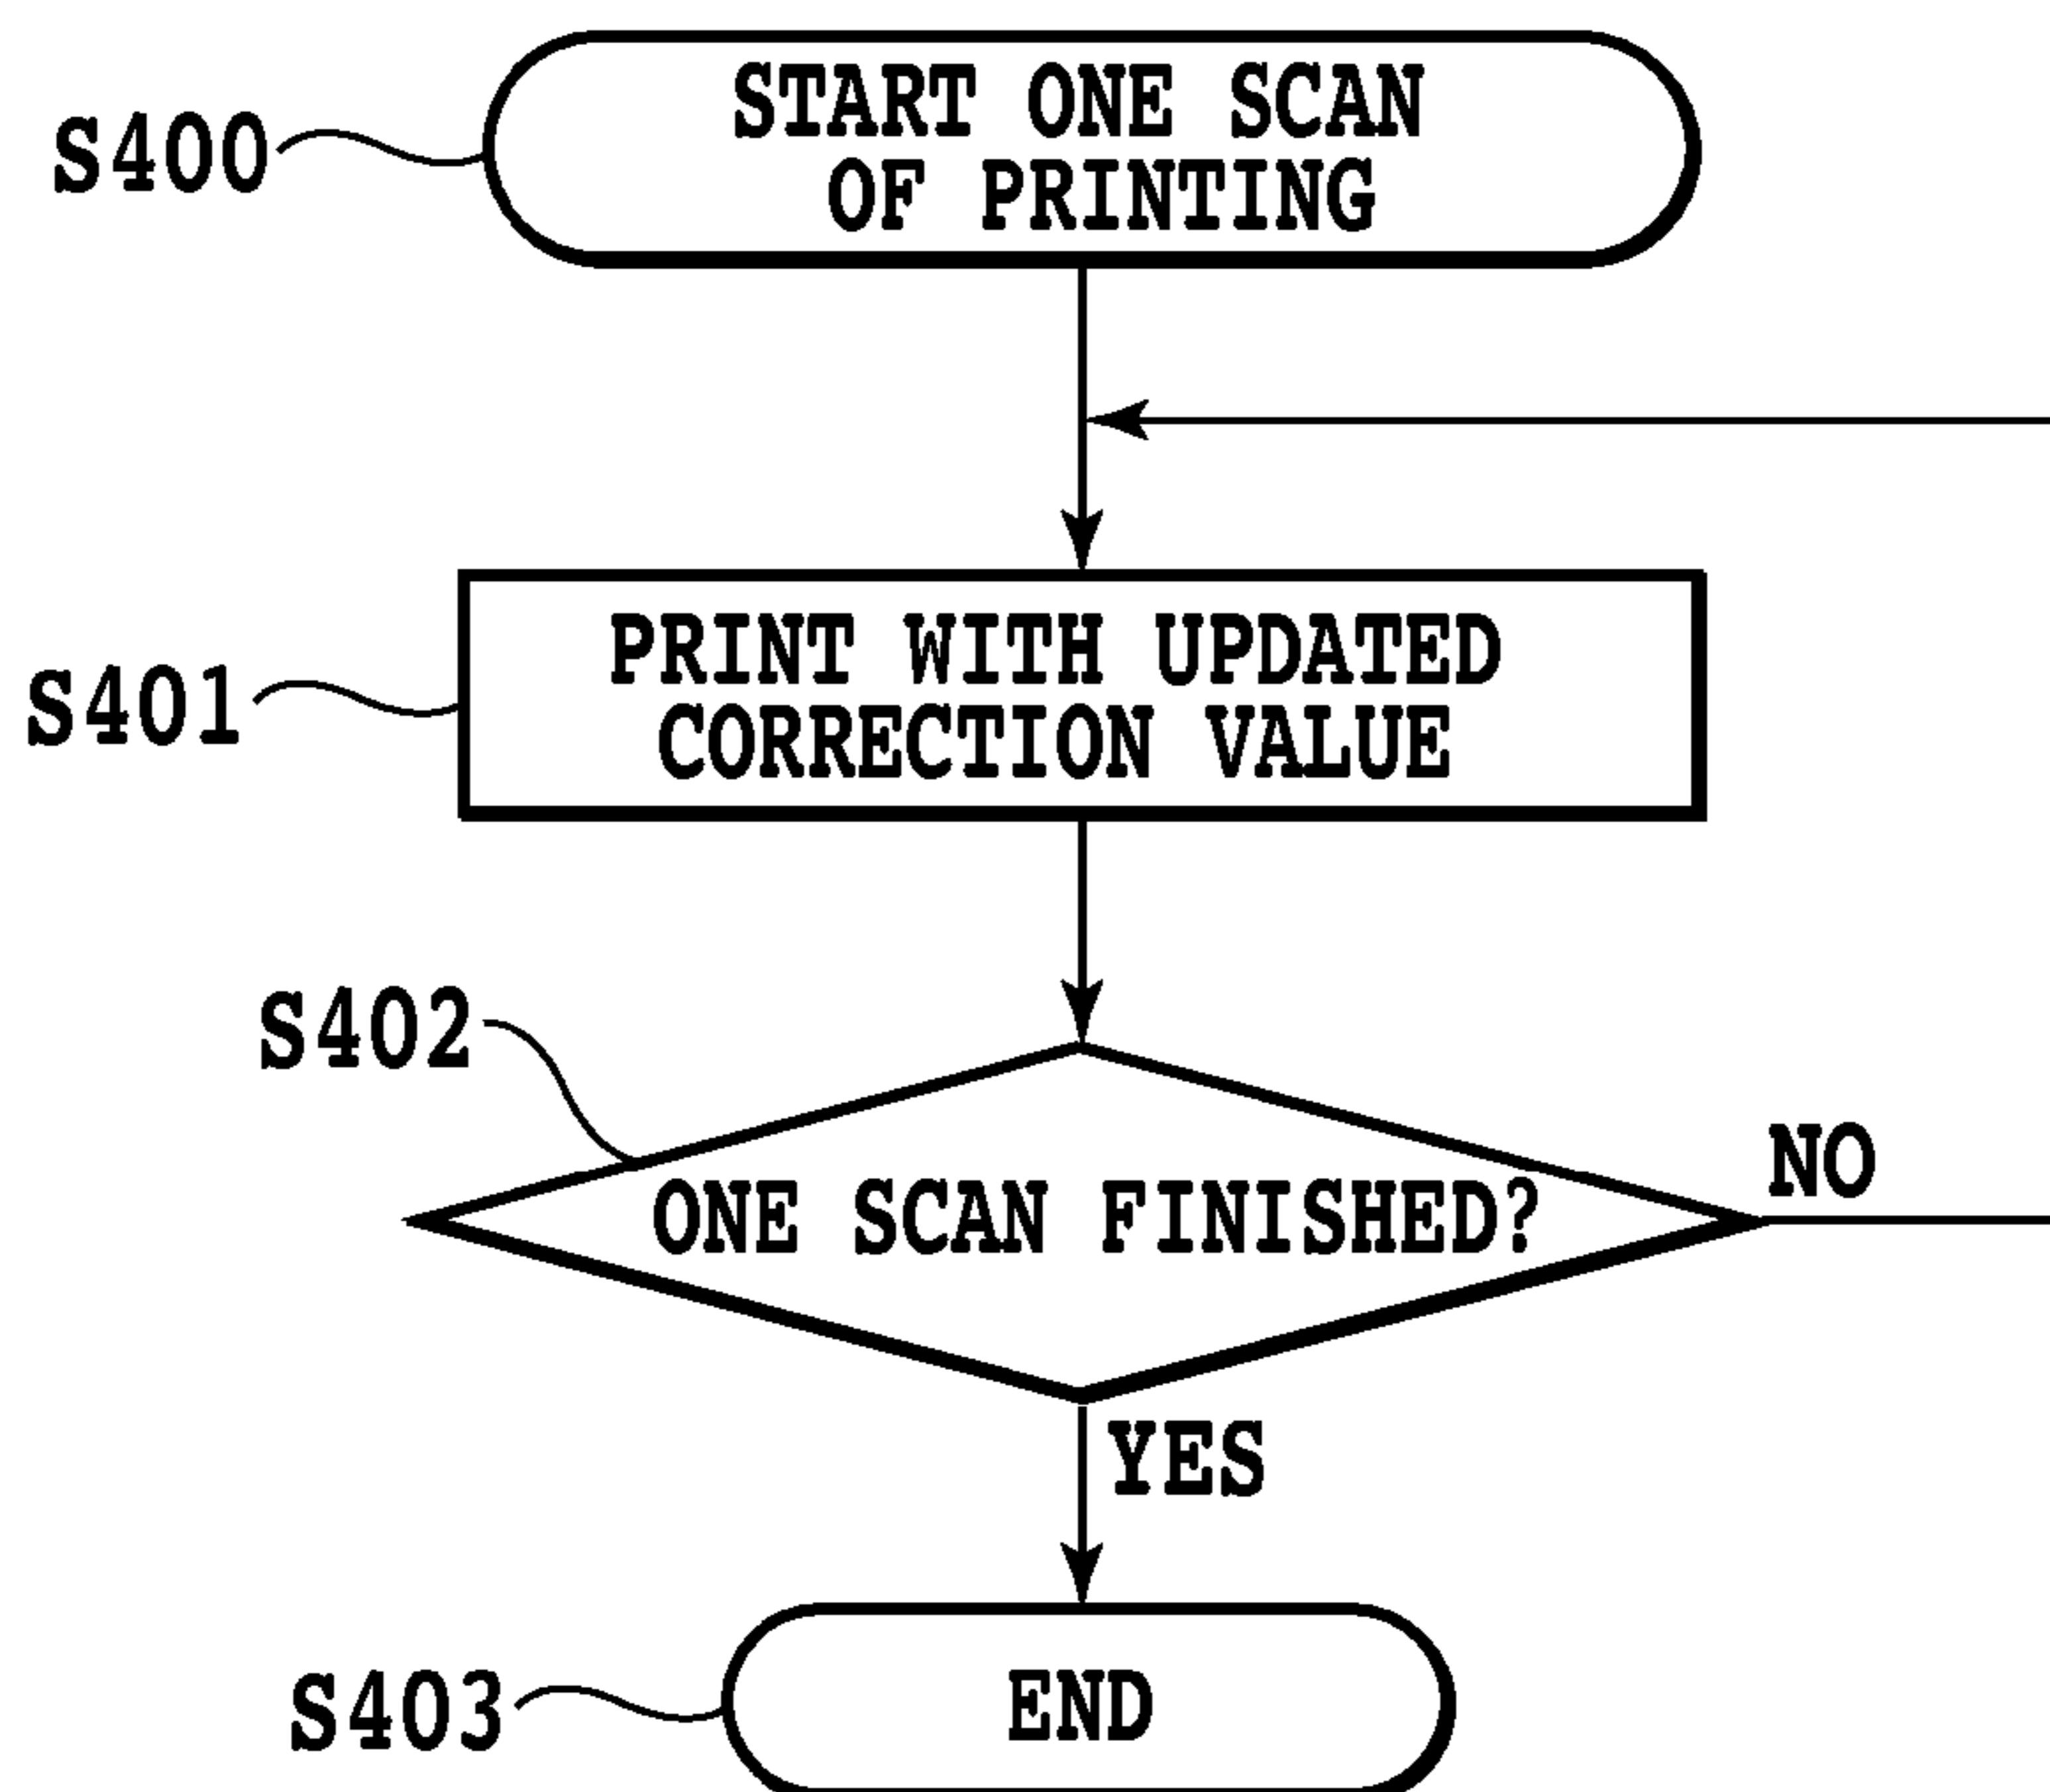 S400
START ONE SCAN
OF PRINTING
S401
PRINT WITH UPDATED
CORRECTION VALUE
S402
ONE SCAN FINISHED?
NO
YES
S403
END